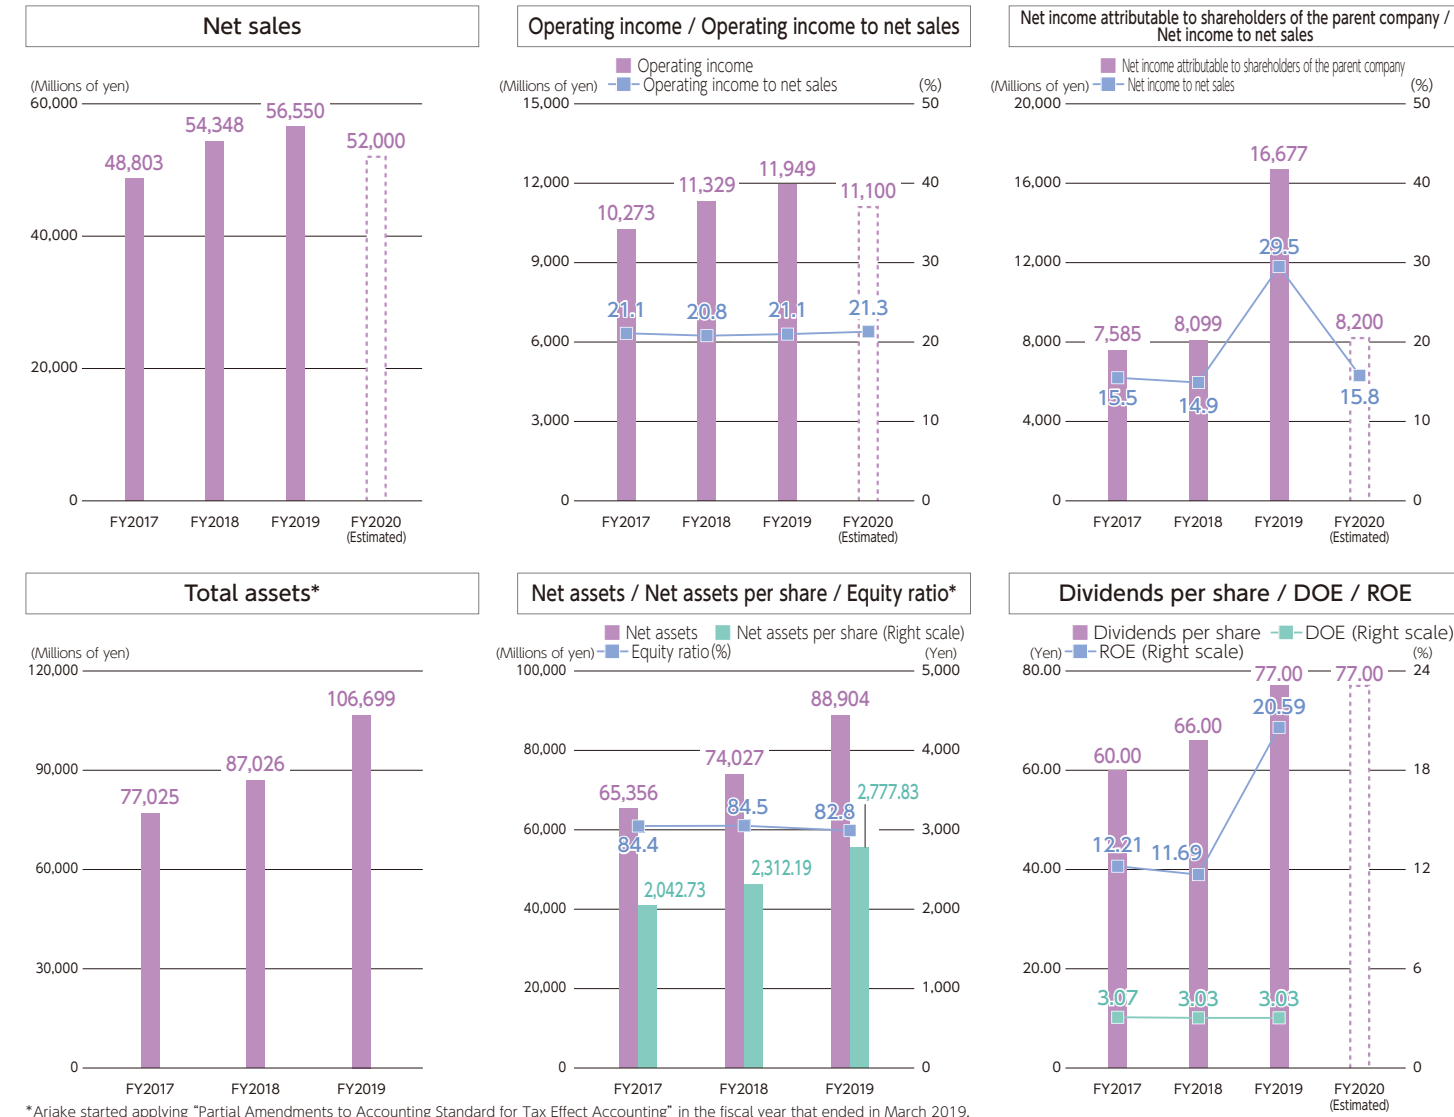 Net sales
(Millions of yen)
60,000
40,000
20,000
0
48,803
54,348
56,550
52,000
FY2017
FY2018
FY2019
FY2020
(Estimated)
Operating income / Operating income to net sales
Operating income
(Millions of yen)
Operating income to net sales
(%)
15,000
12,000
9,000
6,000
3,000
0
50
40
30
20
10
0
10,273
11,329
11,949
11,100
21.1
20.8
21.1
21.3
FY2017
FY2018
FY2019
FY2020
(Estimated)
Net income attributable to shareholders of the parent company /
Net income to net sales
Net income attributable to shareholders of the parent company
(Millions of yen)
Net income to net sales
(%)
20,000
16,000
12,000
8,000
4,000
0
50
40
30
20
10
0
7,585
8,099
16,677
8,200
15.5
14.9
29.5
15.8
FY2017
FY2018
FY2019
FY2020
(Estimated)
Total assets*
(Millions of yen)
120,000
90,000
60,000
30,000
0
77,025
87,026
106,699
FY2017
FY2018
FY2019
Net assets / Net assets per share / Equity ratio*
Net assets
Net assets per share (Right scale)
(Millions of yen)
Equity ratio(%)
(Yen)
100,000
80,000
60,000
40,000
20,000
0
5,000
4,000
3,000
2,000
1,000
0
65,356
74,027
88,904
84.4
84.5
82.8
2,042.73
2,312.19
2,777.83
FY2017
FY2018
FY2019
Dividends per share / DOE / ROE
Dividends per share
DOE (Right scale)
(Yen)
ROE (Right scale)
(%)
80.00
60.00
40.00
20.00
0
24
18
12
6
0
60.00
66.00
77.00
77.00
12.21
11.69
20.59
3.07
3.03
3.03
FY2017
FY2018
FY2019
FY2020
(Estimated)
*Ariake started applying “Partial Amendments to Accounting Standard for Tax Effect Accounting” in the fiscal year that ended in March 2019.